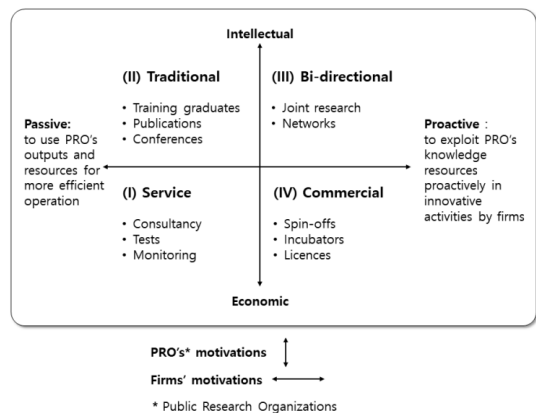 Intellectual
(II) Traditional
• Training graduates
• Publications
• Conferences
(III) Bi-directional
• Joint research
• Networks
Passive:
to use PRO's
outputs and
resources for
more efficient
operation
Proactive :
to exploit PRO's
knowledge
resources
proactively in
innovative
activities by firms
(I) Service
• Consultancy
• Tests
• Monitoring
(IV) Commercial
• Spin-offs
• Incubators
• Licences
Economic
PRO's* motivations
Firms' motivations
* Public Research Organizations